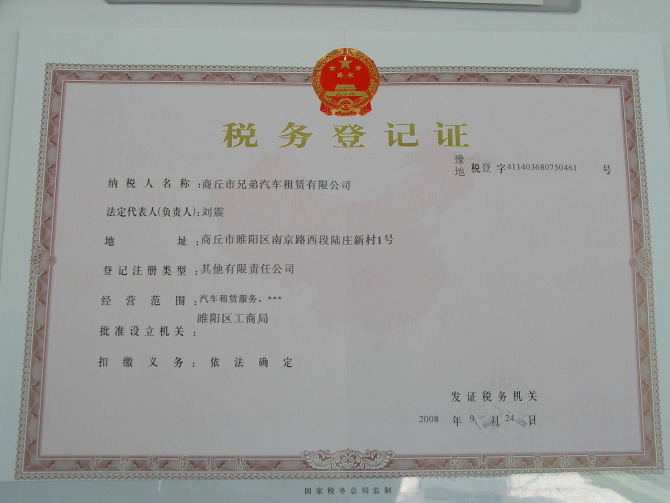 税务登记证
豫地 税登 字411403680750461 号
纳税人名称:商丘市兄弟汽车租赁有限公司
法定代表人(负责人):刘震
地 址:商丘市睢阳区南京路西段陆庄新村1号
登记注册类型:其他有限责任公司
经营范围:汽车租赁服务。***
批准设立机关:睢阳区工商局
扣缴义务:依法确定
发证税务机关
2008 年 9 月 24 日
国家税务总局监制